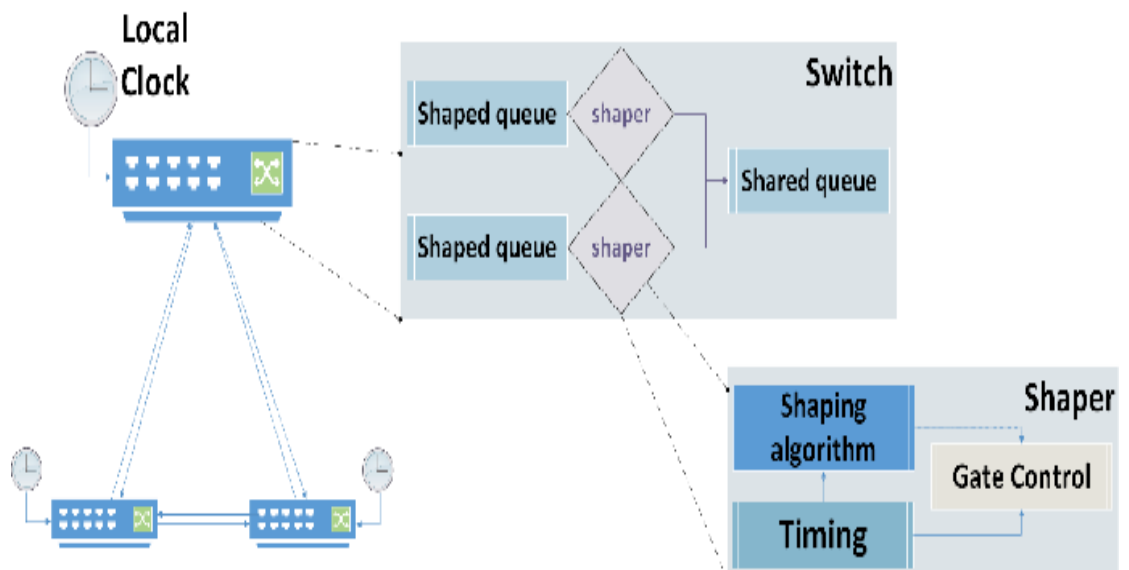 Local
Clock
Switch
Shaped queue
shaper
Shared queue
Shaped queue
shaper
Shaper
Shaping
algorithm
Gate Control
Timing